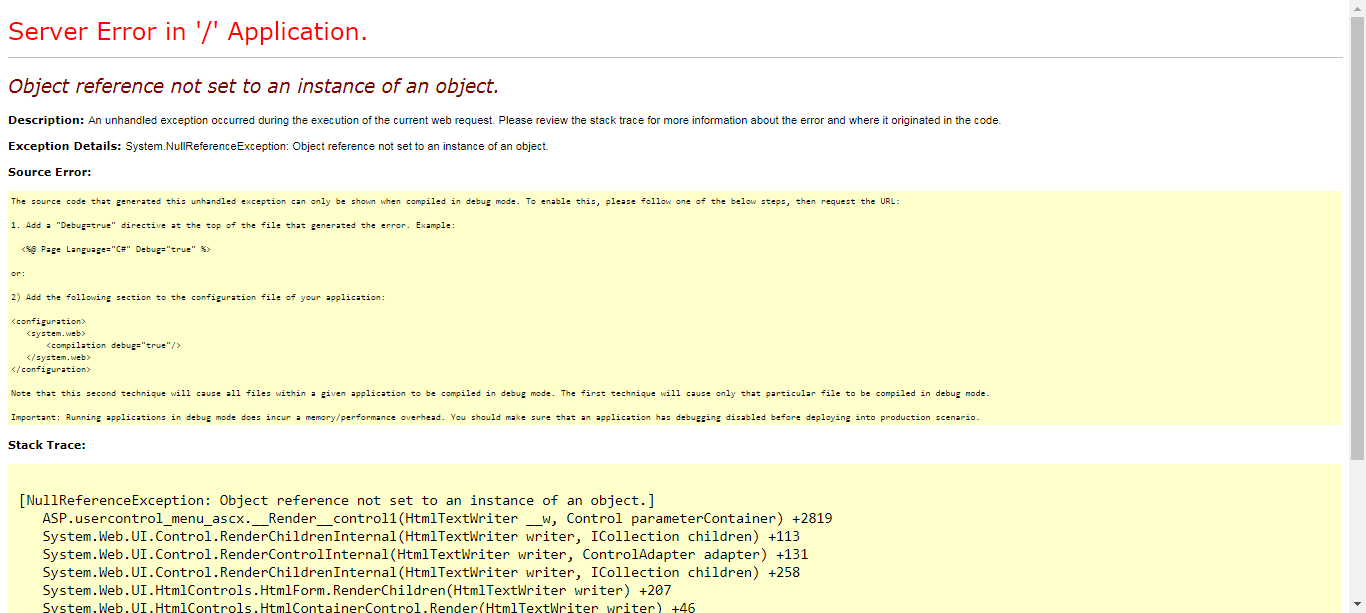 Server Error in '/' Application.
Object reference not set to an instance of an object.
Description: An unhandled exception occurred during the execution of the current web request. Please review the stack trace for more information about the error and where it originated in the code.
Exception Details: System.NullReferenceException: Object reference not set to an instance of an object.
Source Error:
The source code that generated this unhandled exception can only be shown when compiled in debug mode. To enable this, please follow one of the below steps, then request the URL:
1. Add a "Debug=true" directive at the top of the file that generated the error. Example:
<%@ Page Language="C#" Debug="true" %>
or:
2) Add the following section to the configuration file of your application:
<configuration>
<system.web>
<compilation debug="true"/>
</system.web>
</configuration>
Note that this second technique will cause all files within a given application to be compiled in debug mode. The first technique will cause only that particular file to be compiled in debug mode.
Important: Running applications in debug mode does incur a memory/performance overhead. You should make sure that an application has debugging disabled before deploying into production scenario.
Stack Trace:
[NullReferenceException: Object reference not set to an instance of an object.]
ASP.usercontrol_menu_ascx.__Render__control1(HtmlTextWriter __w, Control parameterContainer) +2819
System.Web.UI.Control.RenderChildrenInternal(HtmlTextWriter writer, ICollection children) +113
System.Web.UI.Control.RenderControlInternal(HtmlTextWriter writer, ControlAdapter adapter) +131
System.Web.UI.Control.RenderChildrenInternal(HtmlTextWriter writer, ICollection children) +258
System.Web.UI.HtmlControls.HtmlForm.RenderChildren(HtmlTextWriter writer) +207
System.Web.UI.HtmlControls.HtmlContainerControl.Render(HtmlTextWriter writer) +46